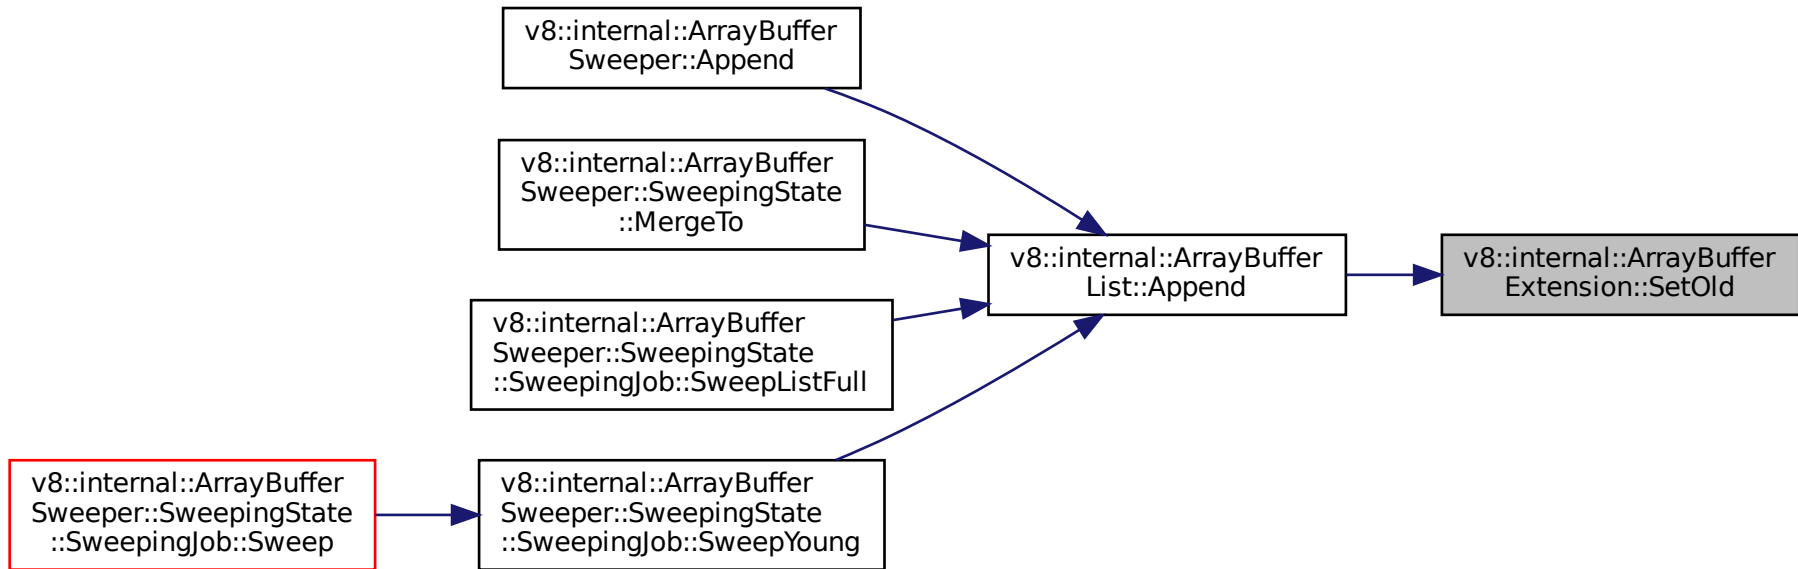 v8::internal::ArrayBuffer
Sweeper::Append
v8::internal::ArrayBuffer
Sweeper::SweepingState
::MergeTo
v8::internal::ArrayBuffer
List::Append
v8::internal::ArrayBuffer
Extension::SetOld
v8::internal::ArrayBuffer
Sweeper::SweepingState
::SweepingJob::SweepListFull
v8::internal::ArrayBuffer
Sweeper::SweepingState
::SweepingJob::Sweep
v8::internal::ArrayBuffer
Sweeper::SweepingState
::SweepingJob::SweepYoung